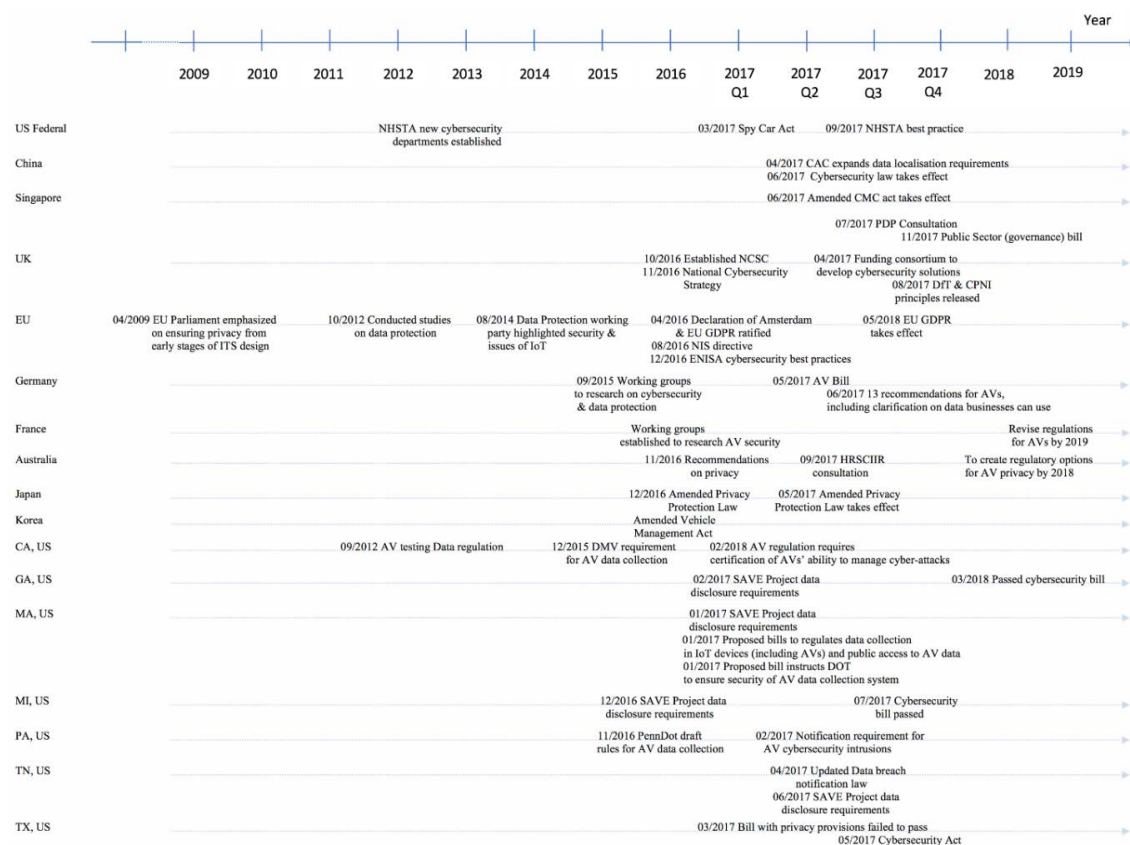 Year
2009 2010 2011 2012 2013 2014 2015 2016 2017 2017 2017 2017 2018 2019
Q1 Q2 Q3 Q4
US Federal
NHSTA new cybersecurity
departments established
03/2017 Spy Car Act
09/2017 NHSTA best practice
China
04/2017 CAC expands data localisation requirements
06/2017 Cybersecurity law takes effect
Singapore
06/2017 Amended CMC act takes effect
07/2017 PDP Consultation
11/2017 Public Sector (governance) bill
UK
10/2016 Established NCSC
11/2016 National Cybersecurity
Strategy
04/2017 Funding consortium to
develop cybersecurity solutions
08/2017 DfT & CPNI
principles released
EU
04/2009 EU Parliament emphasized
on ensuring privacy from
early stages of ITS design
10/2012 Conducted studies
on data protection
08/2014 Data Protection working
party highlighted security &
issues of IoT
04/2016 Declaration of Amsterdam
& EU GDPR ratified
08/2016 NIS directive
12/2016 ENISA cybersecurity best practices
05/2018 EU GDPR
takes effect
Germany
09/2015 Working groups
to research on cybersecurity
& data protection
05/2017 AV Bill
06/2017 13 recommendations for AVs,
including clarification on data businesses can use
France
Working groups
established to research AV security
Revise regulations
for AVs by 2019
Australia
11/2016 Recommendations
on privacy
09/2017 HRSCIIR
consultation
To create regulatory options
for AV privacy by 2018
Japan
12/2016 Amended Privacy
Protection Law
05/2017 Amended Privacy
Protection Law takes effect
Korea
Amended Vehicle
Management Act
CA, US
09/2012 AV testing Data regulation
12/2015 DMV requirement
for AV data collection
02/2018 AV regulation requires
certification of AVs' ability to manage cyber-attacks
GA, US
02/2017 SAVE Project data
disclosure requirements
03/2018 Passed cybersecurity bill
MA, US
01/2017 SAVE Project data
disclosure requirements
01/2017 Proposed bills to regulates data collection
in IoT devices (including AVs) and public access to AV data
01/2017 Proposed bill instructs DOT
to ensure security of AV data collection system
MI, US
12/2016 SAVE Project data
disclosure requirements
07/2017 Cybersecurity
bill passed
PA, US
11/2016 PennDot draft
rules for AV data collection
02/2017 Notification requirement for
AV cybersecurity intrusions
TN, US
04/2017 Updated Data breach
notification law
06/2017 SAVE Project data
disclosure requirements
TX, US
03/2017 Bill with privacy provisions failed to pass
05/2017 Cybersecurity Act